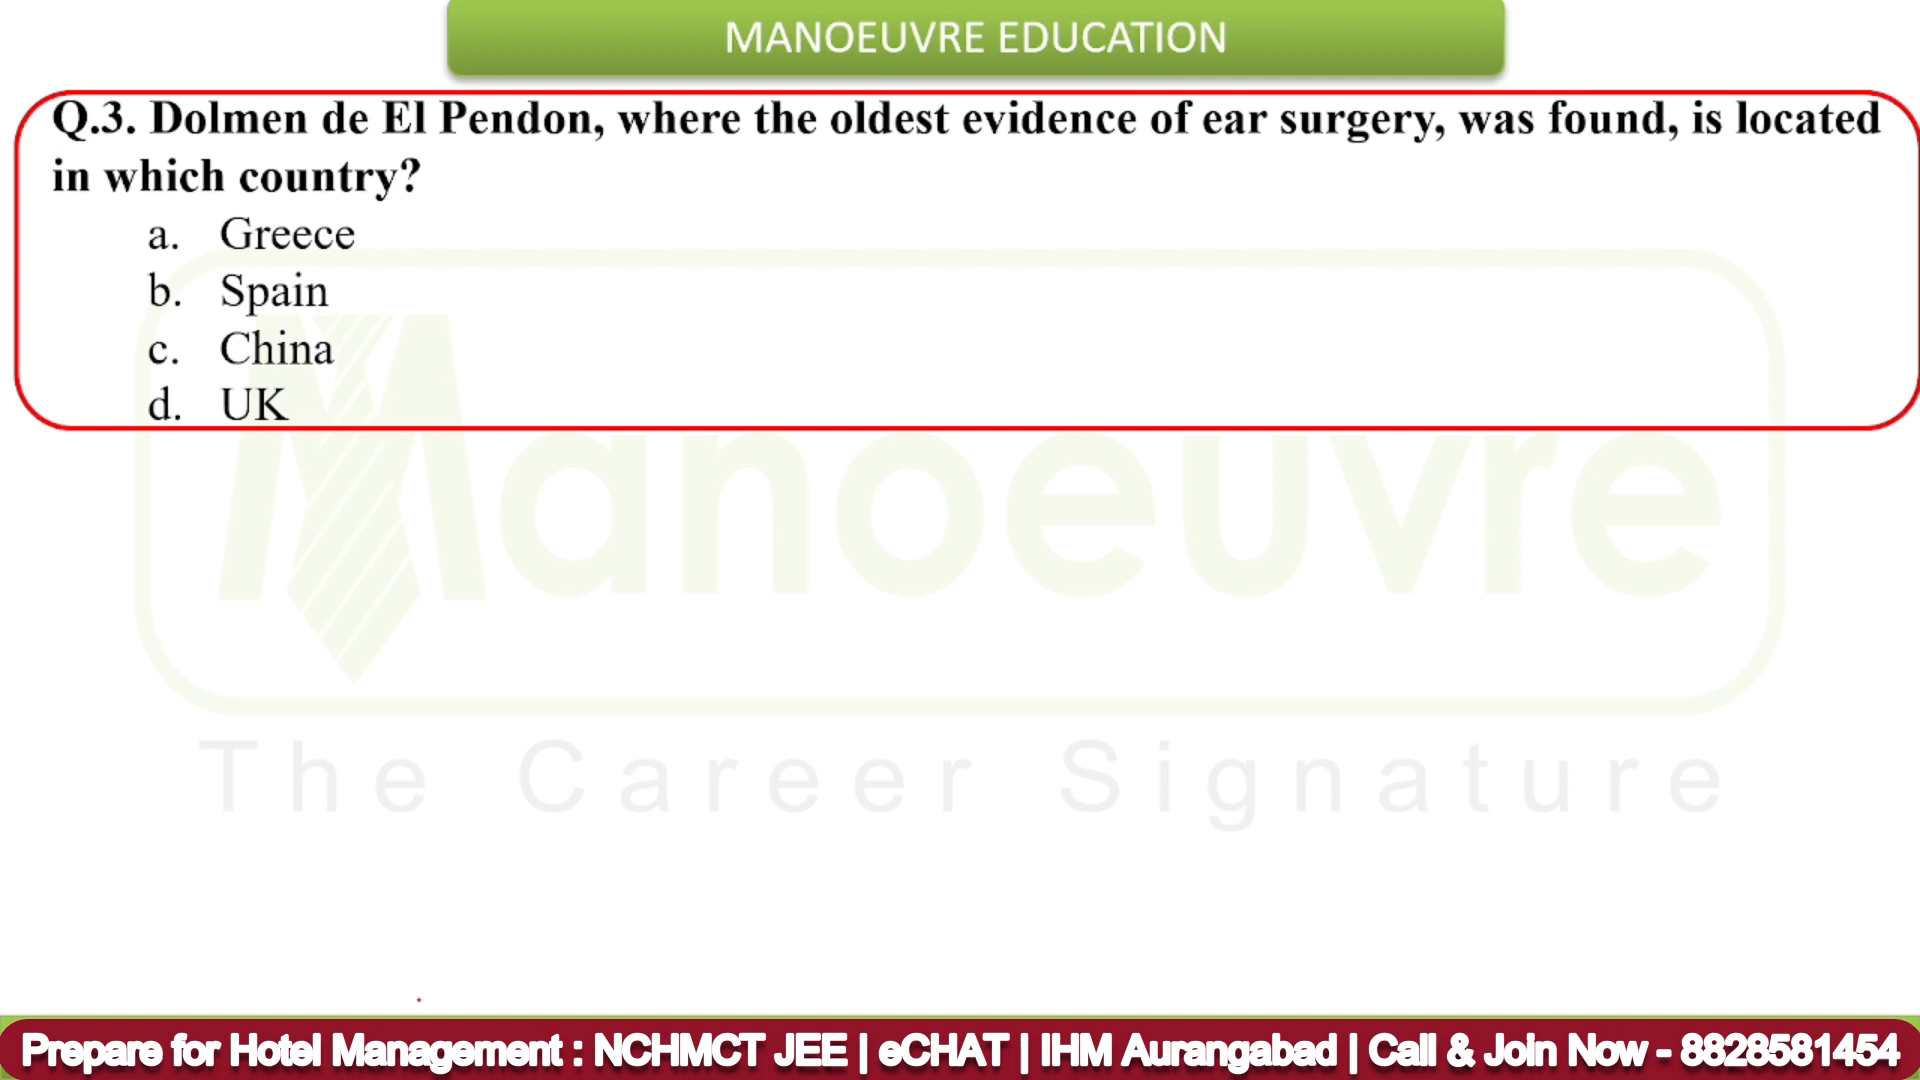 MANOEUVRE EDUCATION
Q.3. Dolmen de El Pendon, where the oldest evidence of ear surgery, was found, is located
in which country?
a. Greece
b. Spain
c. China
d. UK
Manoeuvre
The Career Signature
Prepare for Hotel Management : NCHMCT JEE | eCHAT | IHM Aurangabad | Call & Join Now - 8828581454